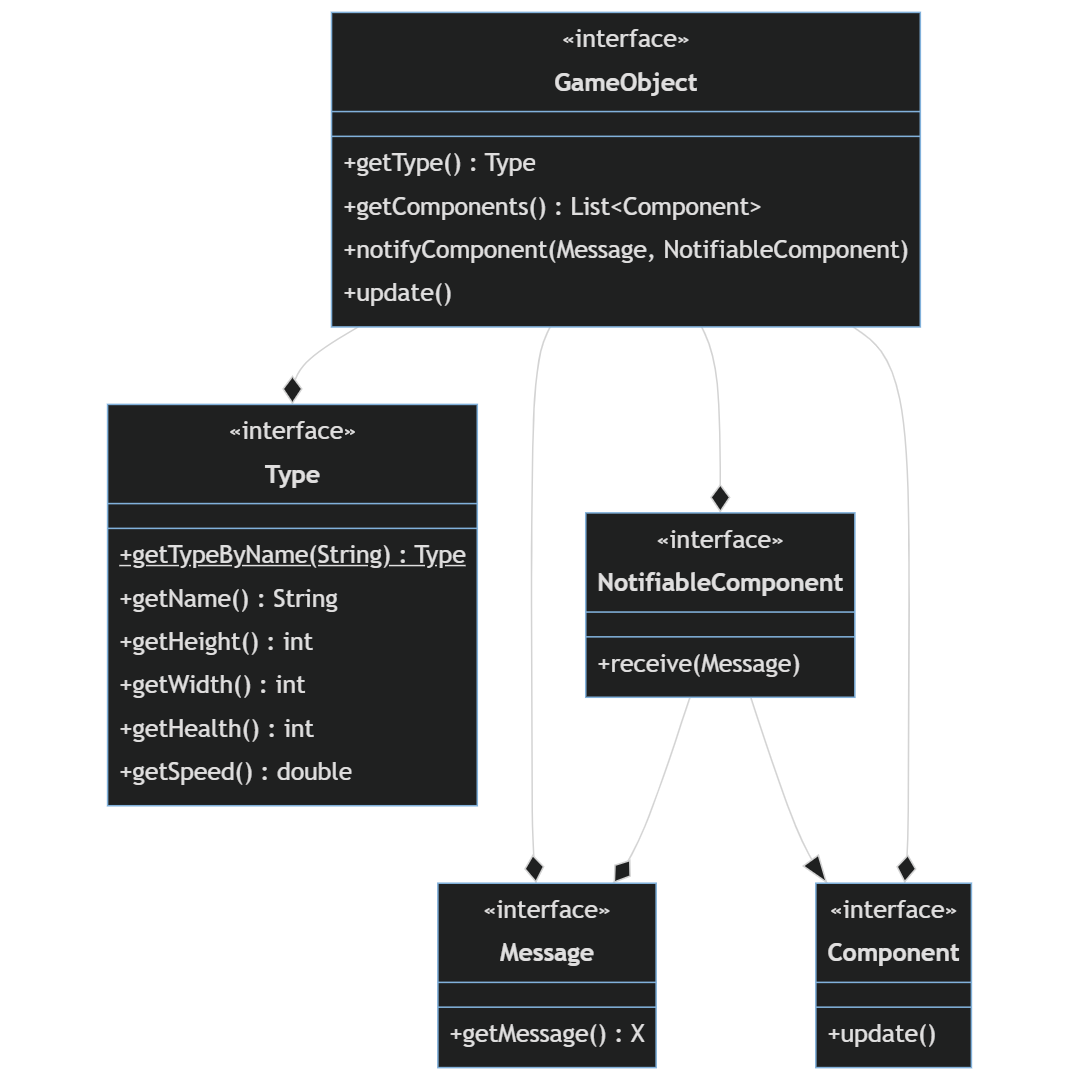 «interface»
GameObject
+getType() : Type
+getComponents() : List<Component>
+notifyComponent(Message, NotifiableComponent)
+update()
«interface»
Type
+getTypeByName(String) : Type
+getName() : String
+getHeight() : int
+getWidth() : int
+getHealth() : int
+getSpeed() : double
«interface»
NotifiableComponent
+receive(Message)
«interface»
Message
+getMessage() : X
«interface»
Component
+update()